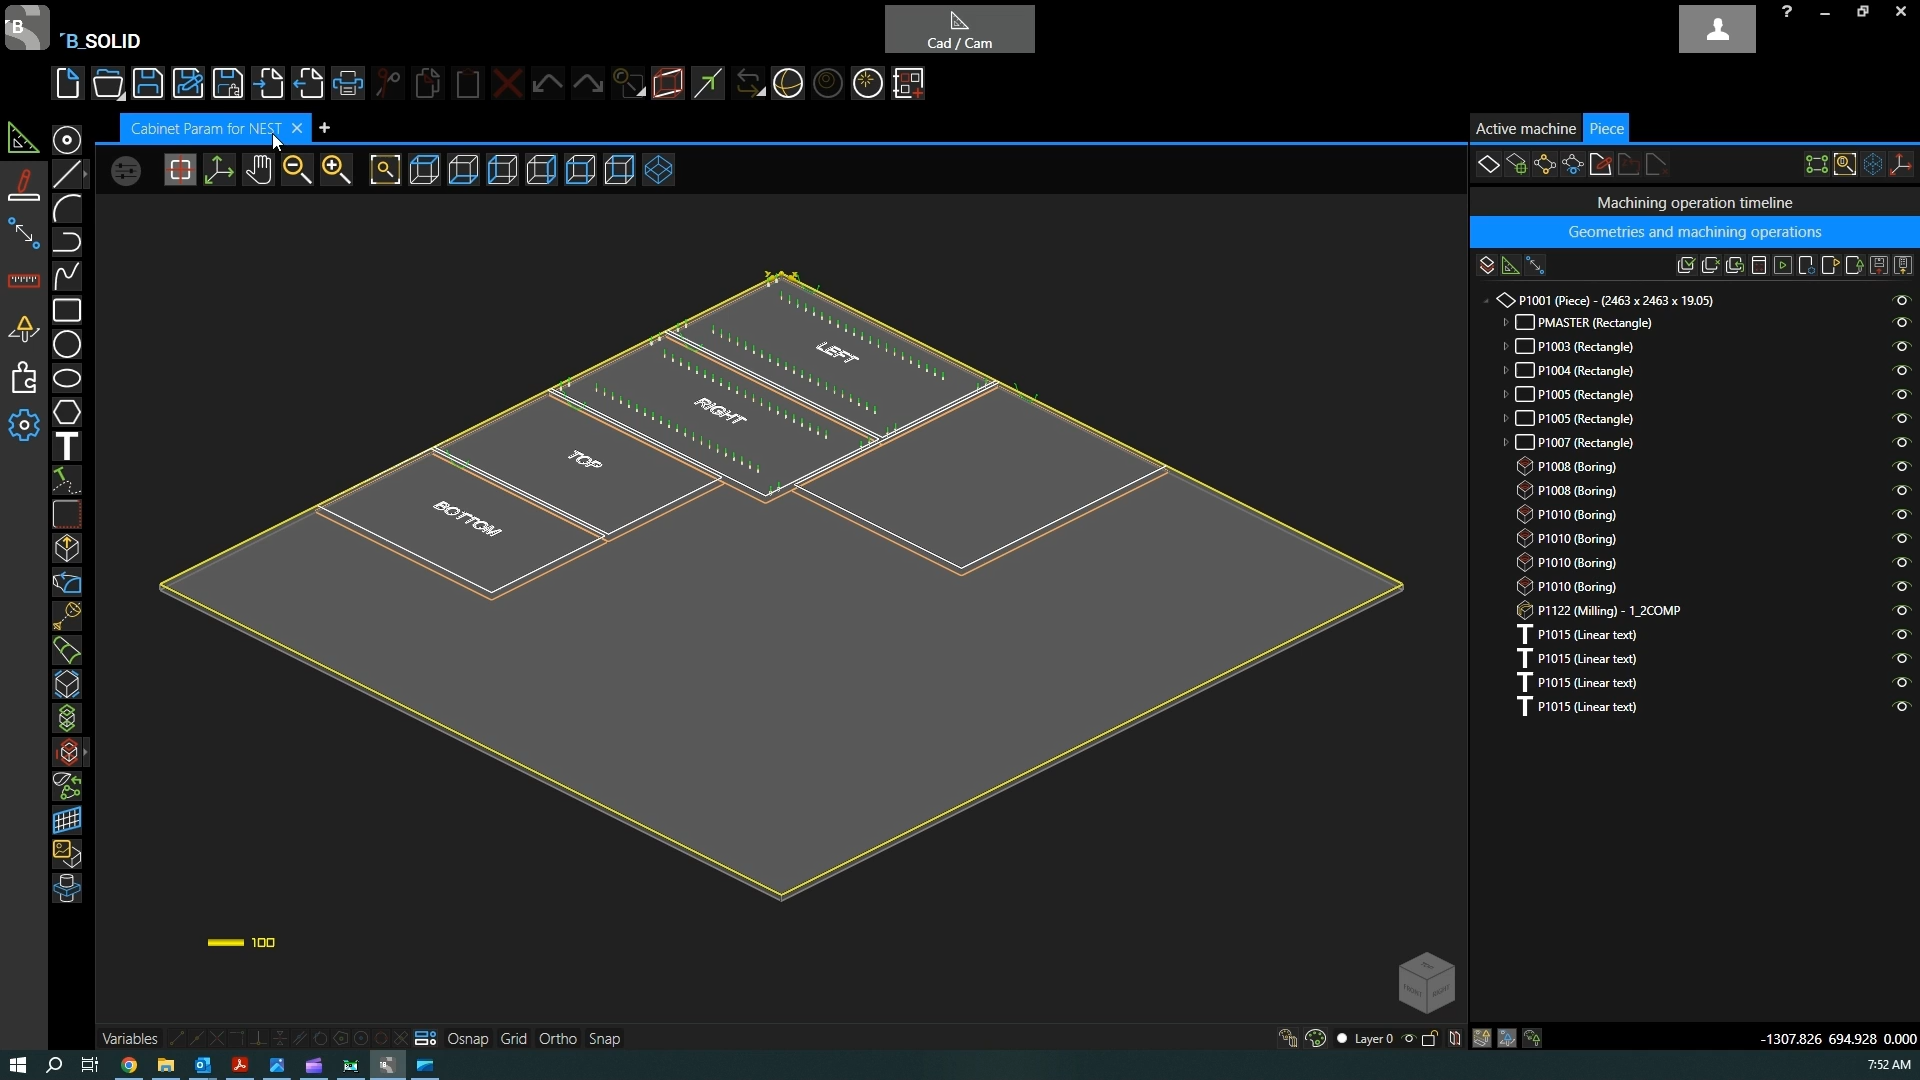 B
B_SOLID
Cad / Cam
?
Cabinet Param for NEST
Active machine
Piece
Machining operation timeline
Geometries and machining operations
P1001 (Piece) - (2463 x 2463 x 19.05)
PMASTER (Rectangle)
P1003 (Rectangle)
P1004 (Rectangle)
P1005 (Rectangle)
P1005 (Rectangle)
P1007 (Rectangle)
P1008 (Boring)
P1008 (Boring)
P1010 (Boring)
P1010 (Boring)
P1010 (Boring)
P1010 (Boring)
P1122 (Milling) - 1_2COMP
P1015 (Linear text)
P1015 (Linear text)
P1015 (Linear text)
P1015 (Linear text)
LEFT
RIGHT
TOP
BOTTOM
100
TOP
FRONT
RIGHT
Variables
Osnap
Grid
Ortho
Snap
Layer 0
-1307.826 694.928 0.000
7:52 AM